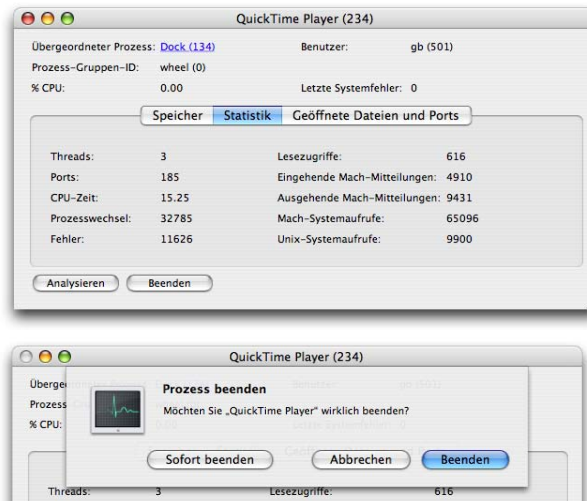 QuickTime Player (234)
Übergeordneter Prozess: Dock (134) Benutzer: gb (501)
Prozess-Gruppen-ID: wheel (0)
% CPU: 0.00 Letzte Systemfehler: 0
Speicher Statistik Geöffnete Dateien und Ports
Threads: 3 Lesezugriffe: 616
Ports: 185 Eingehende Mach-Mitteilungen: 4910
CPU-Zeit: 15.25 Ausgehende Mach-Mitteilungen: 9431
Prozesswechsel: 32785 Mach-Systemaufrufe: 65096
Fehler: 11626 Unix-Systemaufrufe: 9900
Analysieren Beenden
QuickTime Player (234)
Überge
Prozess
% CPU:
Prozess beenden
Möchten Sie „QuickTime Player" wirklich beenden?
Sofort beenden Abbrechen Beenden
Threads: 3 Lesezugriffe: 616